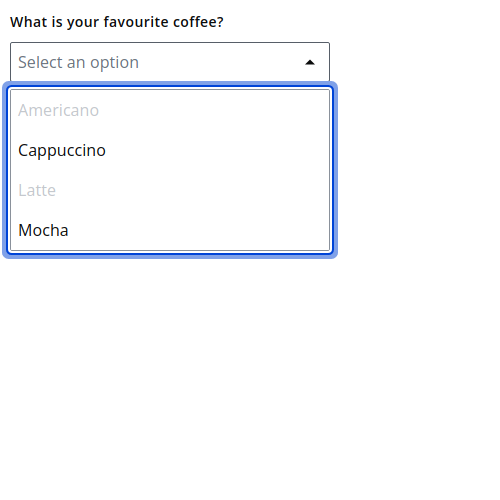 What is your favourite coffee?
Select an option
Americano
Cappuccino
Latte
Mocha